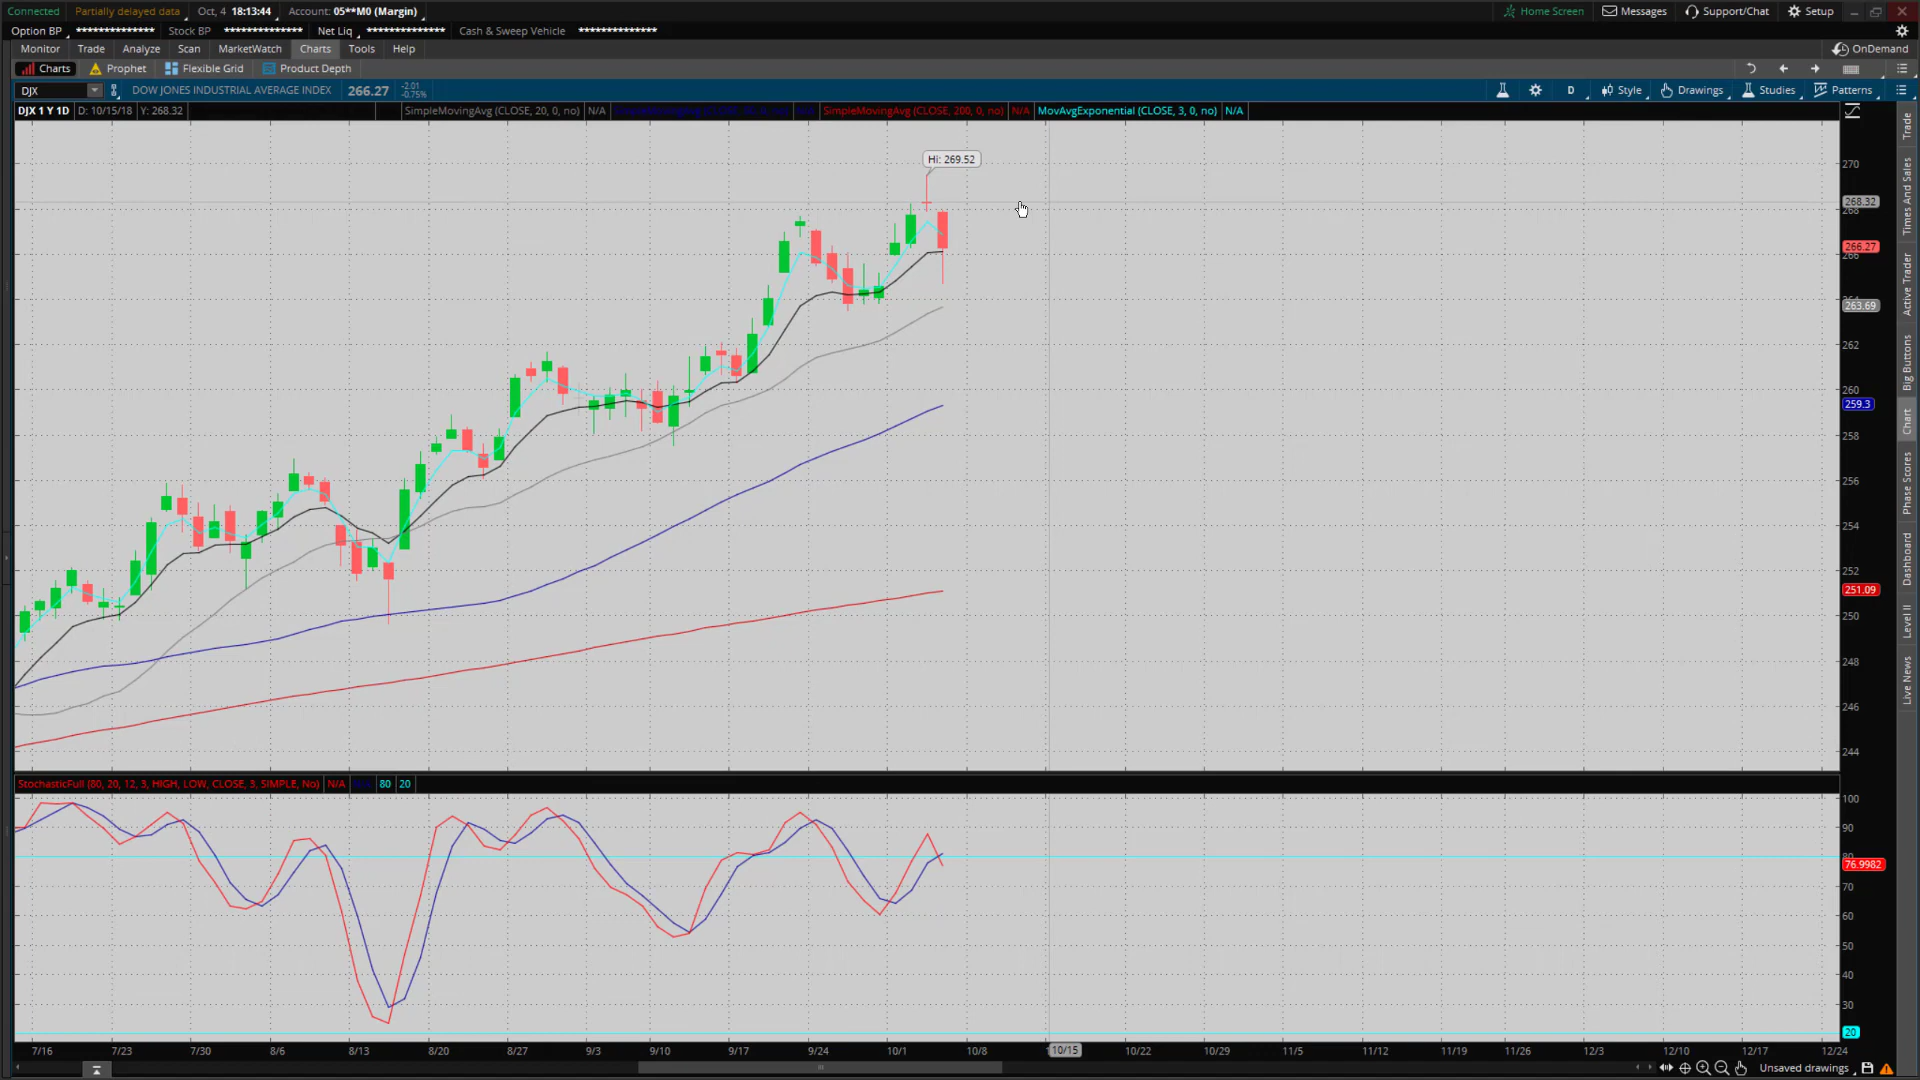 Connected Partially delayed data Oct, 4 18:13:44 Account: 05**M0 (Margin) Home Screen Messages Support/Chat Setup
Option BP ************** Stock BP ************** Net Liq ************** Cash & Sweep Vehicle **************
Monitor Trade Analyze Scan MarketWatch Charts Tools Help OnDemand
Charts Prophet Flexible Grid Product Depth
DJX DOW JONES INDUSTRIAL AVERAGE INDEX 266.27 -2.01 -0.75% D Style Drawings Studies Patterns
DJX 1 Y 1D D: 10/15/18 Y: 268.32 SimpleMovingAvg (CLOSE, 20, 0, no) N/A SimpleMovingAvg (CLOSE, 200, 0, no) N/A MovAvgExponential (CLOSE, 3, 0, no) N/A
Hi: 269.52
270
268.32
268
266.27
266
263.69
262
260
259.3
258
256
254
252
251.09
250
248
246
244
StochasticFull (80, 20, 12, 3, HIGH, LOW, CLOSE, 3, SIMPLE, No) N/A 80 20
100
90
80
76.9982
70
60
50
40
30
20
7/16 7/23 7/30 8/6 8/13 8/20 8/27 9/3 9/10 9/17 9/24 10/1 10/8 10/15 10/22 10/29 11/5 11/12 11/19 11/26 12/3 12/10 12/17 12/24
Unsaved drawings
Trade
Times And Sales
Active Trader
Big Buttons
Chart
Phase Scores
Dashboard
Level II
Live News